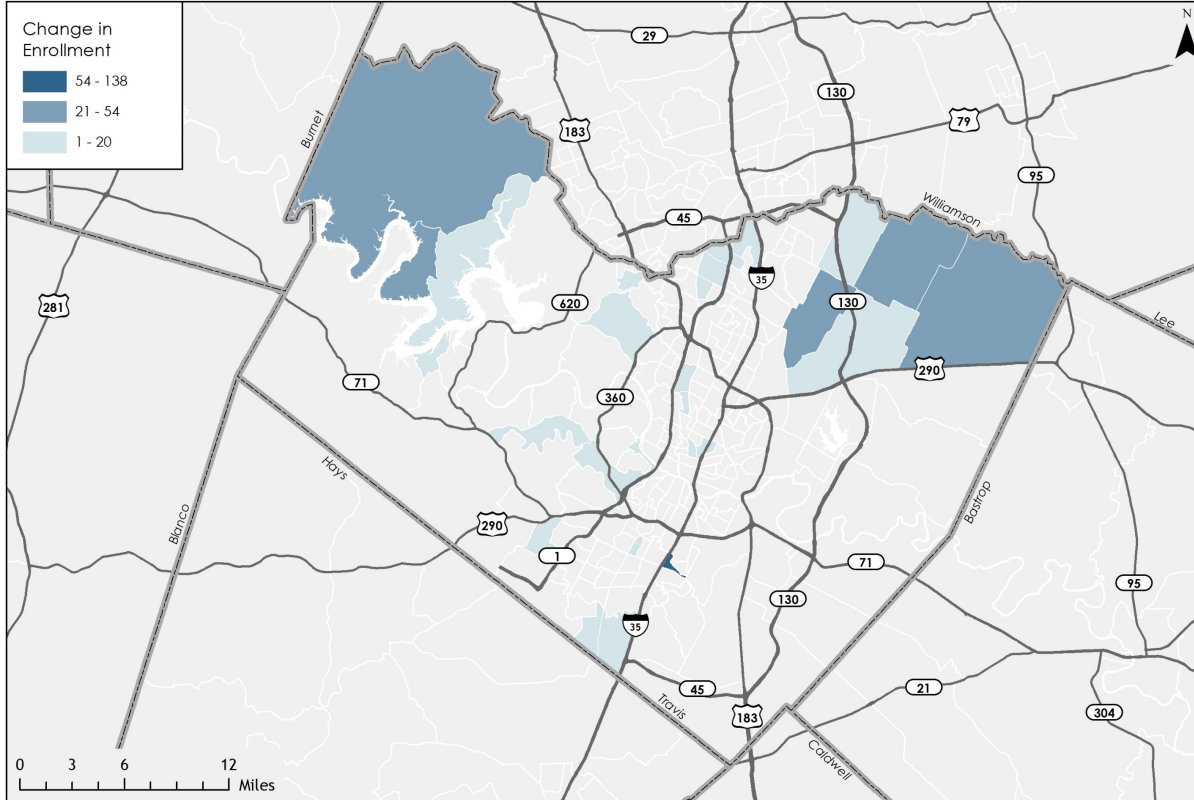 Change in
Enrollment
54 - 138
21 - 54
1 - 20
N
29
130
183
79
Burnet
95
Williamson
45
35
281
620
130
Lee
71
290
360
Hays
Bastrop
Blanco
290
1
71
130
95
35
45
21
Travis
183
304
Caldwell
0 3 6 12
Miles